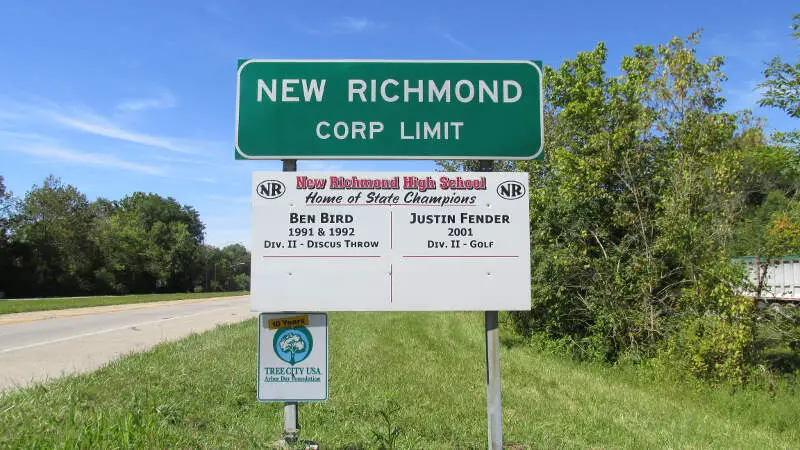 NEW RICHMOND
CORP LIMIT
NR New Richmond High School NR
Home of State Champions
BEN BIRD
1991 & 1992
DIV. II - DISCUS THROW
JUSTIN FENDER
2001
DIV. II - GOLF
10 Years
TREE CITY USA
Arbor Day Foundation